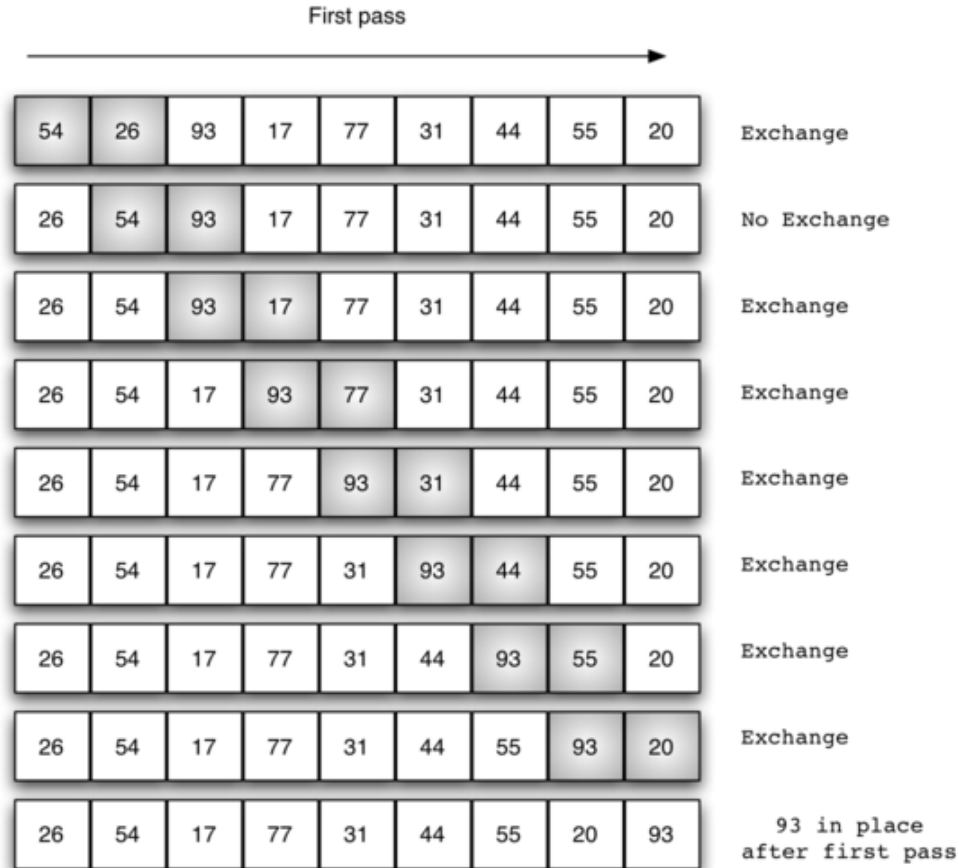 First pass
54 26 93 17 77 31 44 55 20 Exchange
26 54 93 17 77 31 44 55 20 No Exchange
26 54 93 17 77 31 44 55 20 Exchange
26 54 17 93 77 31 44 55 20 Exchange
26 54 17 77 93 31 44 55 20 Exchange
26 54 17 77 31 93 44 55 20 Exchange
26 54 17 77 31 44 93 55 20 Exchange
26 54 17 77 31 44 55 93 20 Exchange
26 54 17 77 31 44 55 20 93 93 in place
after first pass